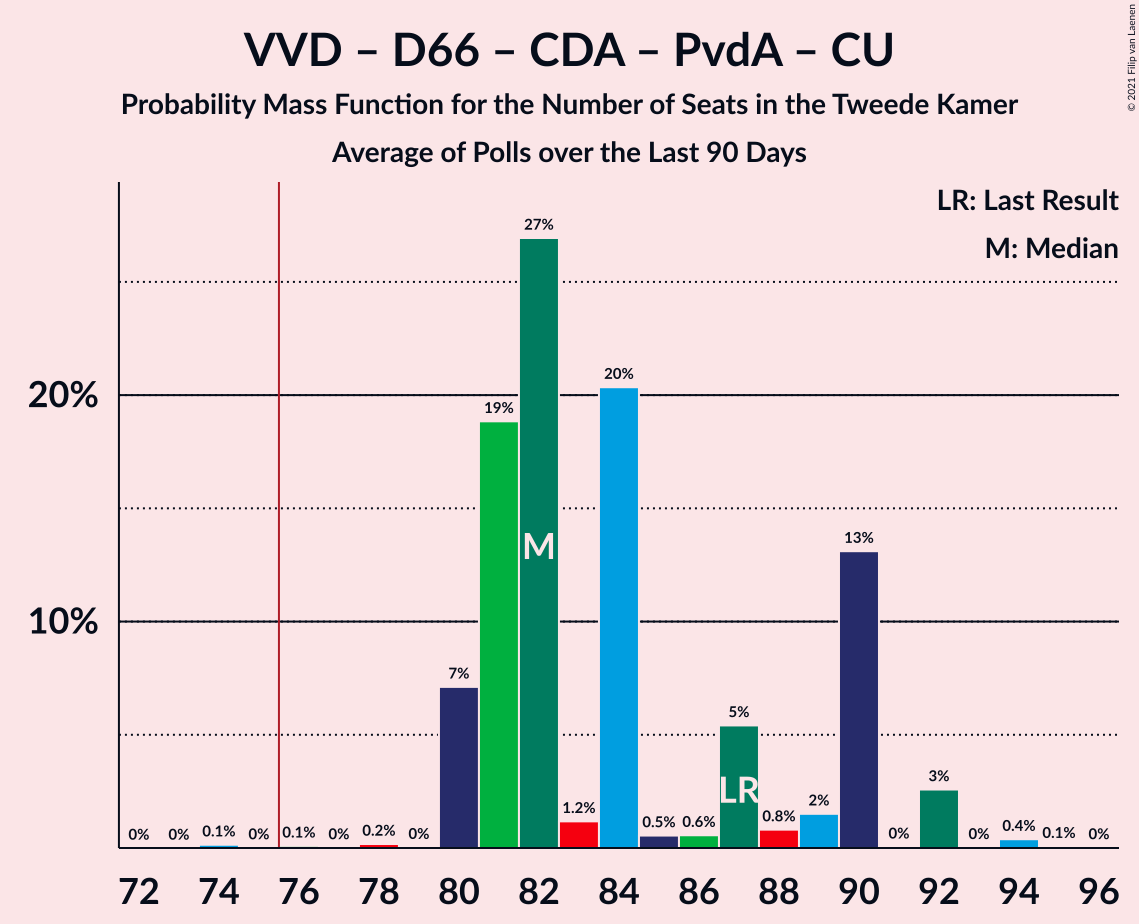 VVD – D66 – CDA – PvdA – CU
Probability Mass Function for the Number of Seats in the Tweede Kamer
Average of Polls over the Last 90 Days
© 2021 Filip van Laenen
LR: Last Result
M: Median
20%
10%
0% 0% 0.1% 0% 0.1% 0% 0.2% 0% 7% 19% 27% 1.2% 20% 0.5% 0.6% 5% 0.8% 2% 13% 0% 3% 0% 0.4% 0.1% 0%
M
LR
72 74 76 78 80 82 84 86 88 90 92 94 96